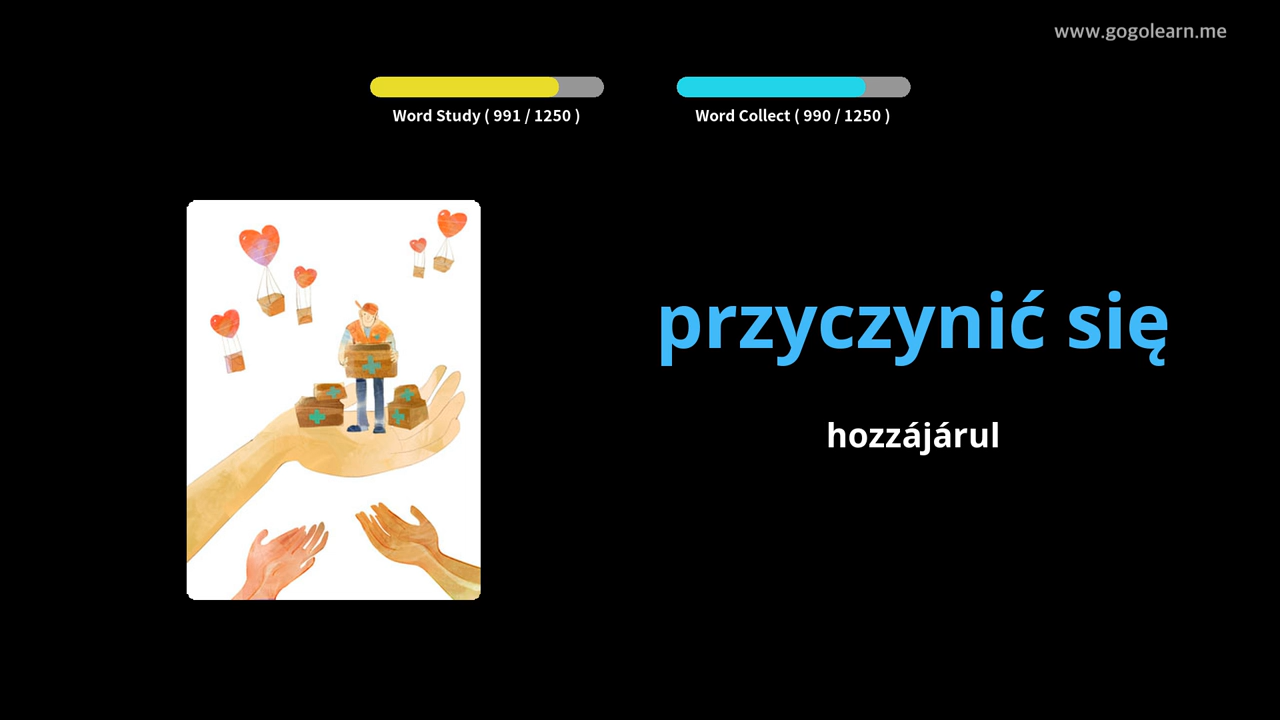 www.gogolearn.me
Word Study ( 991 / 1250 )
Word Collect ( 990 / 1250 )
przyczynić się
hozzájárul